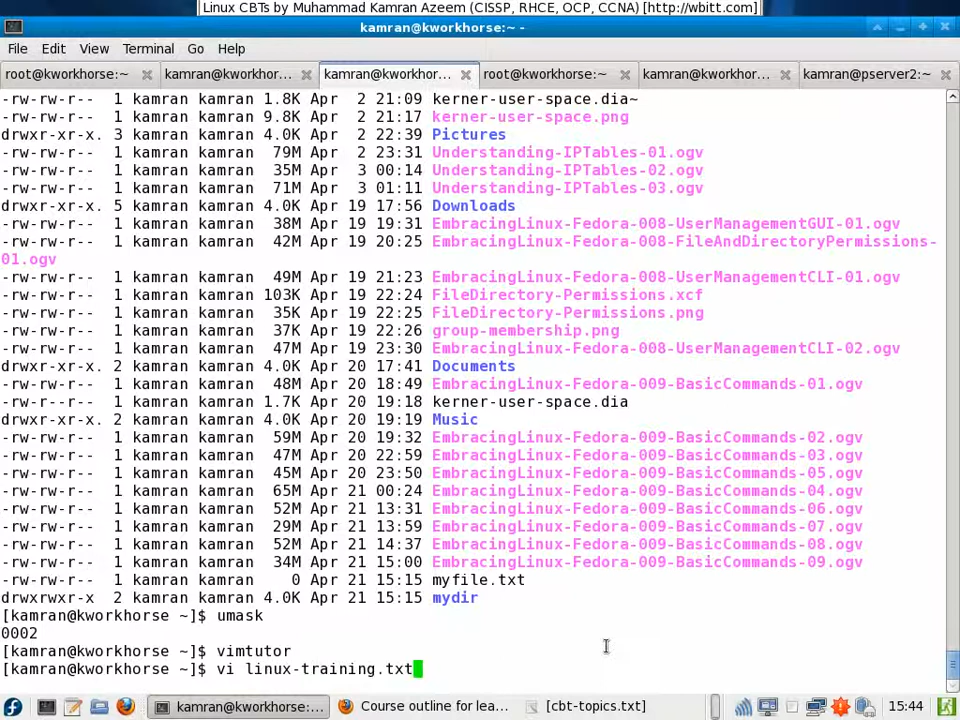 Linux CBTs by Muhammad Kamran Azeem (CISSP, RHCE, OCP, CCNA) [http://wbitt.com]
kamran@kworkhorse:~ -
File Edit View Terminal Go Help
root@kworkhorse:~ kamran@kworkhor... kamran@kworkhor... root@kworkhorse:~ kamran@kworkhor... kamran@pserver2:~
-rw-rw-r-- 1 kamran kamran 1.8K Apr 2 21:09 kerner-user-space.dia~
-rw-rw-r-- 1 kamran kamran 9.8K Apr 2 21:17 kerner-user-space.png
drwxr-xr-x. 3 kamran kamran 4.0K Apr 2 22:39 Pictures
-rw-rw-r-- 1 kamran kamran 79M Apr 2 23:31 Understanding-IPTables-01.ogv
-rw-rw-r-- 1 kamran kamran 35M Apr 3 00:14 Understanding-IPTables-02.ogv
-rw-rw-r-- 1 kamran kamran 71M Apr 3 01:11 Understanding-IPTables-03.ogv
drwxr-xr-x. 5 kamran kamran 4.0K Apr 19 17:56 Downloads
-rw-rw-r-- 1 kamran kamran 38M Apr 19 19:31 EmbracingLinux-Fedora-008-UserManagementGUI-01.ogv
-rw-rw-r-- 1 kamran kamran 42M Apr 19 20:25 EmbracingLinux-Fedora-008-FileAndDirectoryPermissions-
01.ogv
-rw-rw-r-- 1 kamran kamran 49M Apr 19 21:23 EmbracingLinux-Fedora-008-UserManagementCLI-01.ogv
-rw-rw-r-- 1 kamran kamran 103K Apr 19 22:24 FileDirectory-Permissions.xcf
-rw-rw-r-- 1 kamran kamran 35K Apr 19 22:25 FileDirectory-Permissions.png
-rw-rw-r-- 1 kamran kamran 37K Apr 19 22:26 group-membership.png
-rw-rw-r-- 1 kamran kamran 47M Apr 19 23:30 EmbracingLinux-Fedora-008-UserManagementCLI-02.ogv
drwxr-xr-x. 2 kamran kamran 4.0K Apr 20 17:41 Documents
-rw-rw-r-- 1 kamran kamran 48M Apr 20 18:49 EmbracingLinux-Fedora-009-BasicCommands-01.ogv
-rw-r--r-- 1 kamran kamran 1.7K Apr 20 19:18 kerner-user-space.dia
drwxr-xr-x. 2 kamran kamran 4.0K Apr 20 19:19 Music
-rw-rw-r-- 1 kamran kamran 59M Apr 20 19:32 EmbracingLinux-Fedora-009-BasicCommands-02.ogv
-rw-rw-r-- 1 kamran kamran 47M Apr 20 22:59 EmbracingLinux-Fedora-009-BasicCommands-03.ogv
-rw-rw-r-- 1 kamran kamran 45M Apr 20 23:50 EmbracingLinux-Fedora-009-BasicCommands-05.ogv
-rw-rw-r-- 1 kamran kamran 65M Apr 21 00:24 EmbracingLinux-Fedora-009-BasicCommands-04.ogv
-rw-rw-r-- 1 kamran kamran 52M Apr 21 13:31 EmbracingLinux-Fedora-009-BasicCommands-06.ogv
-rw-rw-r-- 1 kamran kamran 29M Apr 21 13:59 EmbracingLinux-Fedora-009-BasicCommands-07.ogv
-rw-rw-r-- 1 kamran kamran 52M Apr 21 14:37 EmbracingLinux-Fedora-009-BasicCommands-08.ogv
-rw-rw-r-- 1 kamran kamran 34M Apr 21 15:00 EmbracingLinux-Fedora-009-BasicCommands-09.ogv
-rw-rw-r-- 1 kamran kamran 0 Apr 21 15:15 myfile.txt
drwxrwxr-x 2 kamran kamran 4.0K Apr 21 15:15 mydir
[kamran@kworkhorse ~]$ umask
0002
[kamran@kworkhorse ~]$ vimtutor
[kamran@kworkhorse ~]$ vi linux-training.txt
kamran@kworkhorse:... Course outline for lea... [cbt-topics.txt] 15:44